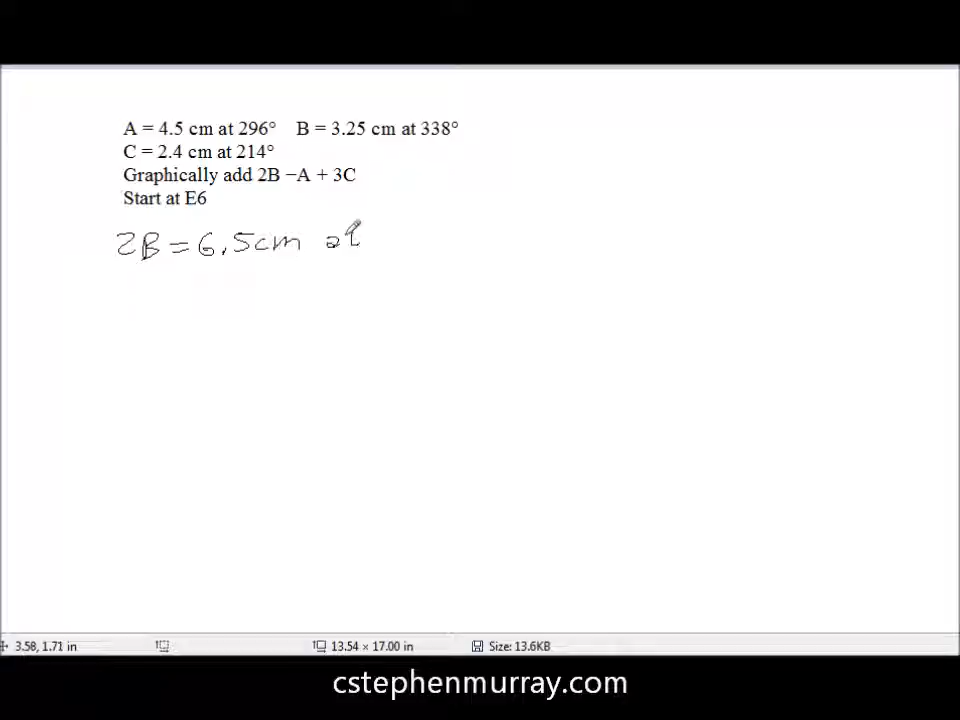 A = 4.5 cm at 296° B = 3.25 cm at 338°
C = 2.4 cm at 214°
Graphically add 2B −A + 3C
Start at E6
2B = 6.5cm at
3.58, 1.71 in 13.54 × 17.00 in Size: 13.6KB
cstephenmurray.com